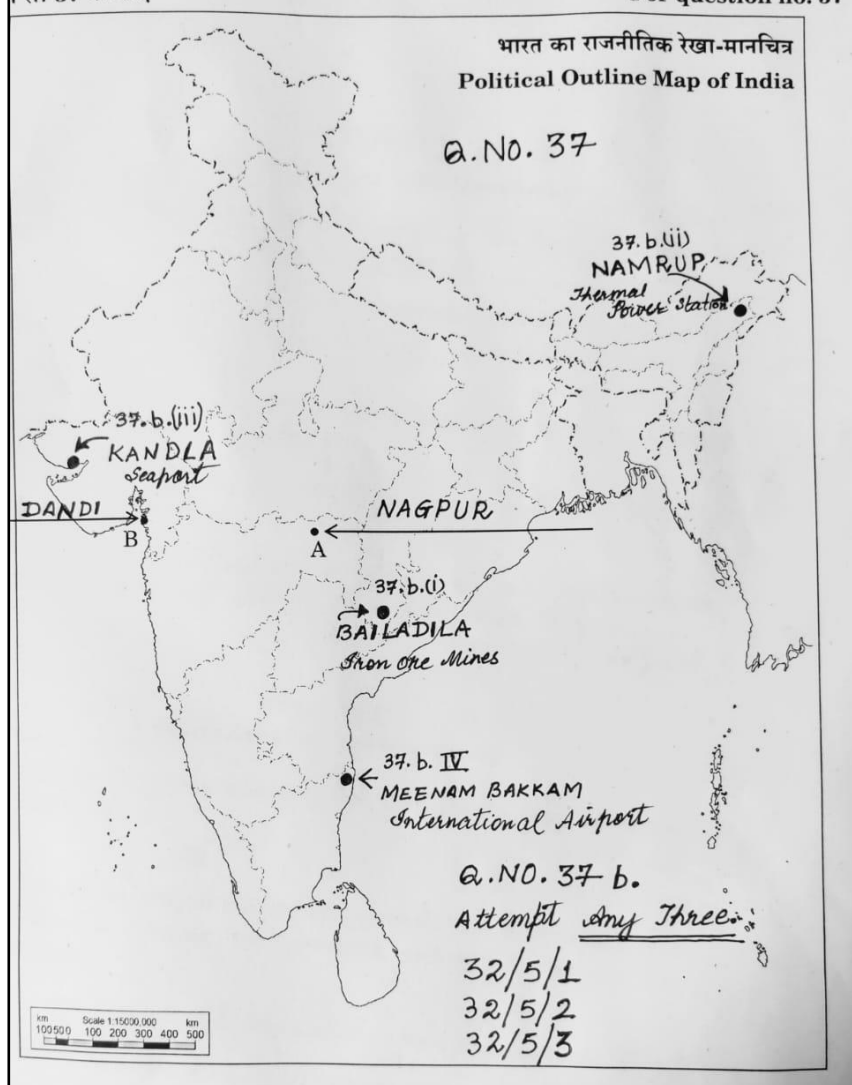 भारत का राजनीतिक रेखा-मानचित्र
Political Outline Map of India
Q.NO. 37
37.b.(ii)
NAMRUP
Thermal
Power Station
37.b.(iii)
KANDLA
Seaport
DANDI
B
NAGPUR
A
37.b.(i)
BAILADILA
Iron ore Mines
37.b. IV
MEENAM BAKKAM
International Airport
Q.NO. 37 b.
Attempt Any Three.
32/5/1
32/5/2
32/5/3
km Scale 1:15000,000 km
100 50 0 100 200 300 400 500